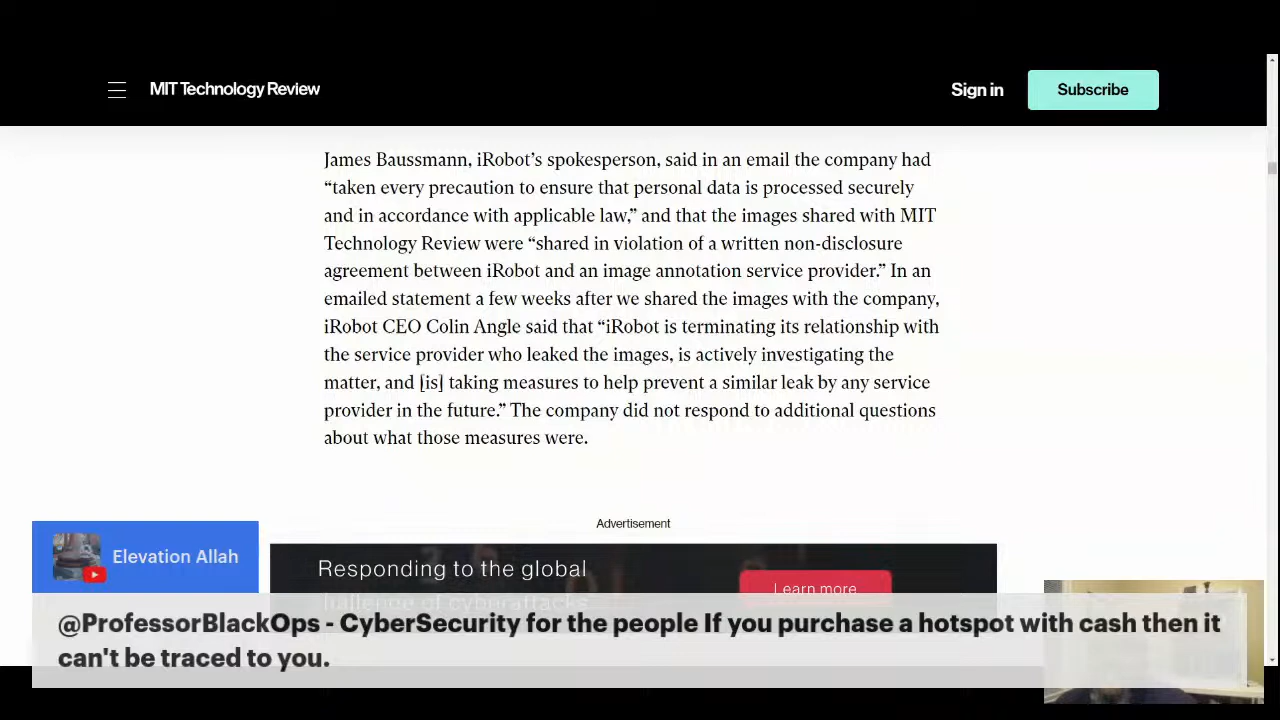 MIT Technology Review
Sign in
Subscribe
James Baussmann, iRobot’s spokesperson, said in an email the company had
“taken every precaution to ensure that personal data is processed securely
and in accordance with applicable law,” and that the images shared with MIT
Technology Review were “shared in violation of a written non-disclosure
agreement between iRobot and an image annotation service provider.” In an
emailed statement a few weeks after we shared the images with the company,
iRobot CEO Colin Angle said that “iRobot is terminating its relationship with
the service provider who leaked the images, is actively investigating the
matter, and [is] taking measures to help prevent a similar leak by any service
provider in the future.” The company did not respond to additional questions
about what those measures were.
Advertisement
Responding to the global
challenge of cyberattacks
Learn more
Elevation Allah
@ProfessorBlackOps - CyberSecurity for the people If you purchase a hotspot with cash then it
can't be traced to you.